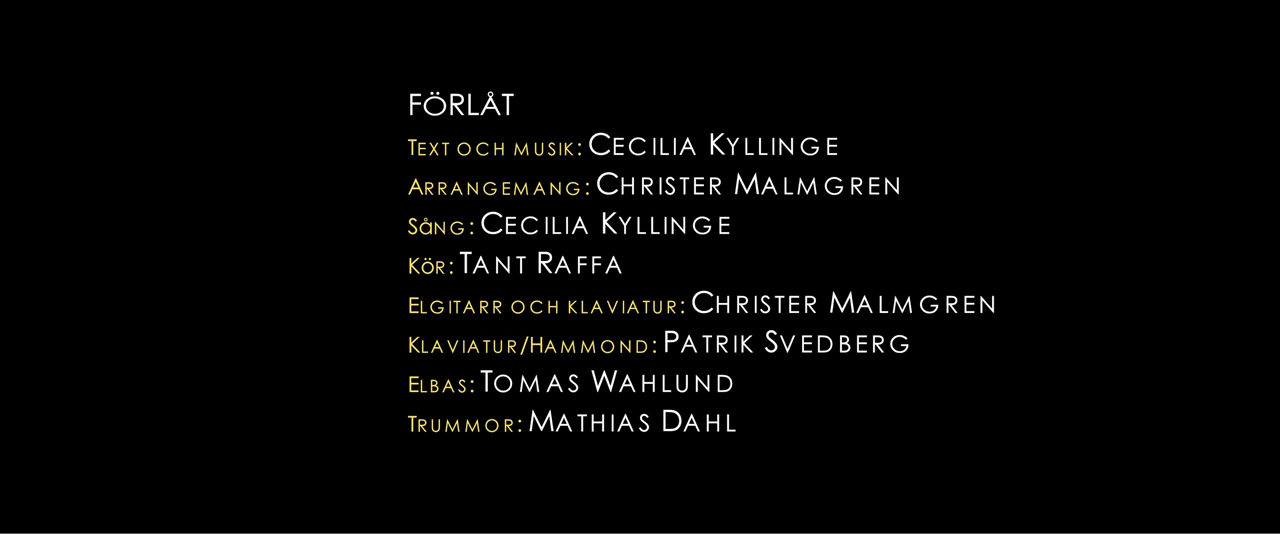 FÖRLÅT
TEXT OCH MUSIK: CECILIA KYLLINGE
ARRANGEMANG: CHRISTER MALMGREN
SåNG: CECILIA KYLLINGE
KöR: TANT RAFFA
ELGITARR OCH KLAVIATUR: CHRISTER MALMGREN
KLAVIATUR/HAMMOND: PATRIK SVEDBERG
ELBAS: TOMAS WAHLUND
TRUMMOR: MATHIAS DAHL